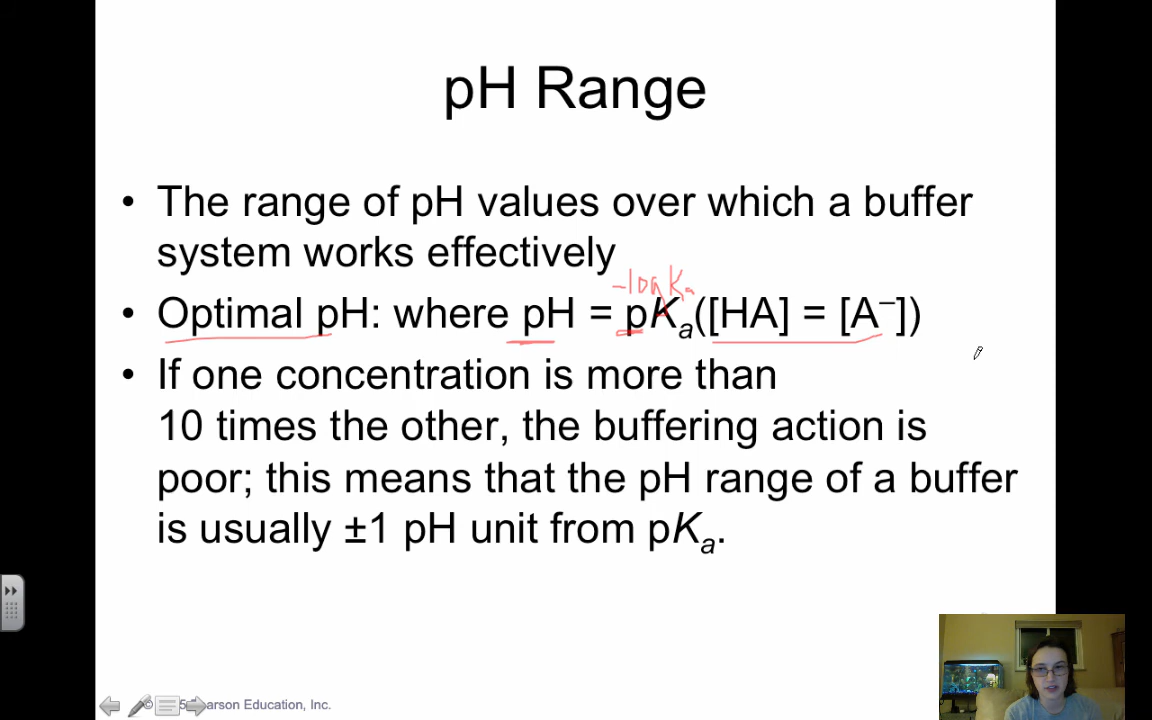 pH Range
• The range of pH values over which a buffer
system works effectively
-log Ka
• Optimal pH: where pH = pKa([HA] = [A–])
• If one concentration is more than
10 times the other, the buffering action is
poor; this means that the pH range of a buffer
is usually ±1 pH unit from pKa.
Education, Inc.